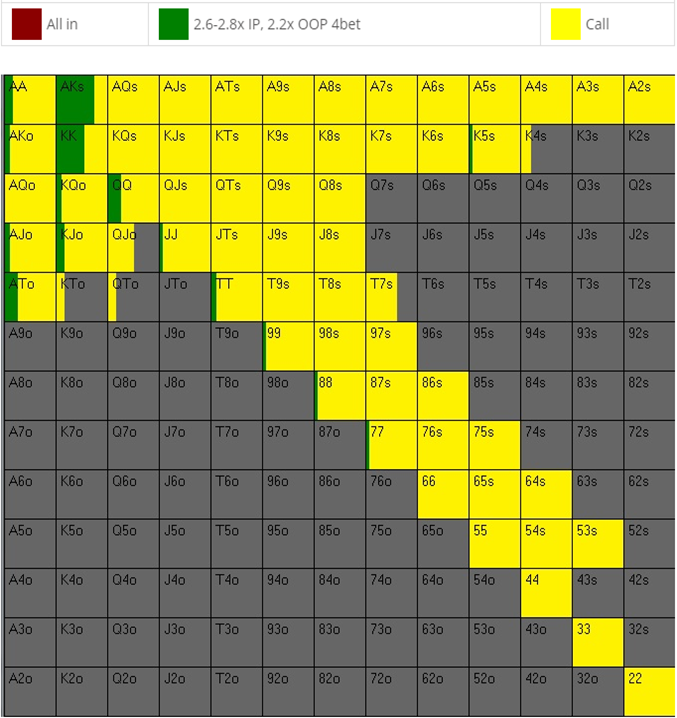 All in 2.6-2.8x IP, 2.2x OOP 4bet Call
AA AKs AQs AJs ATs A9s A8s A7s A6s A5s A4s A3s A2s
AKo KK KQs KJs KTs K9s K8s K7s K6s K5s K4s K3s K2s
AQo KQo QQ QJs QTs Q9s Q8s Q7s Q6s Q5s Q4s Q3s Q2s
AJo KJo QJo JJ JTs J9s J8s J7s J6s J5s J4s J3s J2s
ATo KTo QTo JTo TT T9s T8s T7s T6s T5s T4s T3s T2s
A9o K9o Q9o J9o T9o 99 98s 97s 96s 95s 94s 93s 92s
A8o K8o Q8o J8o T8o 98o 88 87s 86s 85s 84s 83s 82s
A7o K7o Q7o J7o T7o 97o 87o 77 76s 75s 74s 73s 72s
A6o K6o Q6o J6o T6o 96o 86o 76o 66 65s 64s 63s 62s
A5o K5o Q5o J5o T5o 95o 85o 75o 65o 55 54s 53s 52s
A4o K4o Q4o J4o T4o 94o 84o 74o 64o 54o 44 43s 42s
A3o K3o Q3o J3o T3o 93o 83o 73o 63o 53o 43o 33 32s
A2o K2o Q2o J2o T2o 92o 82o 72o 62o 52o 42o 32o 22